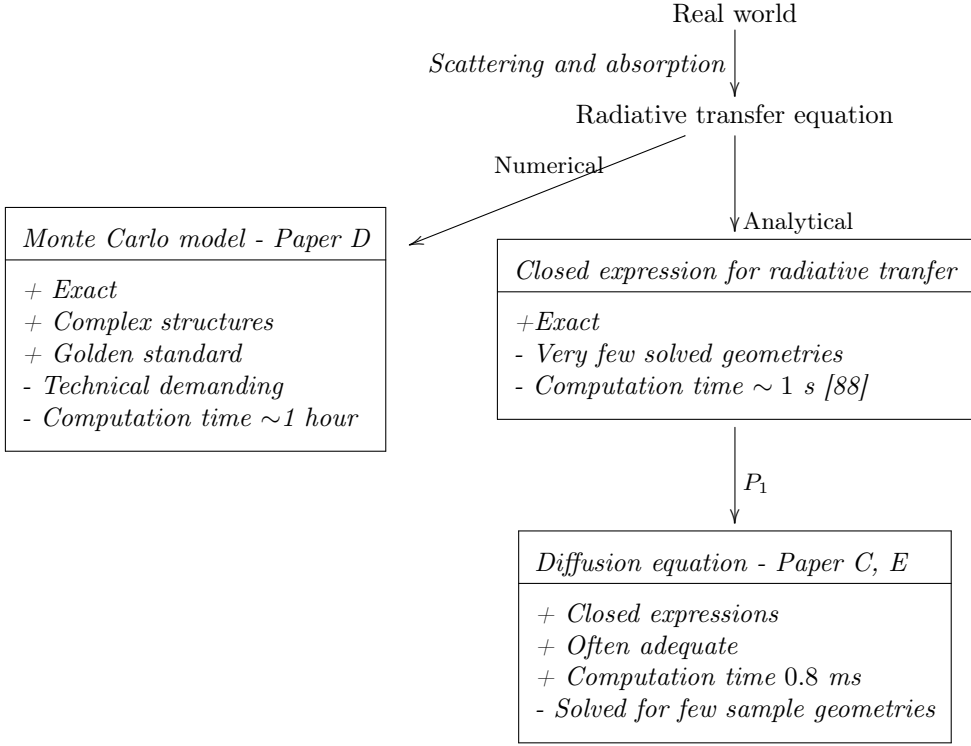 Real world
Scattering and absorption
Radiative transfer equation
Numerical
Analytical
Monte Carlo model - Paper D
+ Exact
+ Complex structures
+ Golden standard
- Technical demanding
- Computation time ∼1 hour
Closed expression for radiative tranfer
+Exact
- Very few solved geometries
- Computation time ∼ 1 s [88]
P₁
Diffusion equation - Paper C, E
+ Closed expressions
+ Often adequate
+ Computation time 0.8 ms
- Solved for few sample geometries